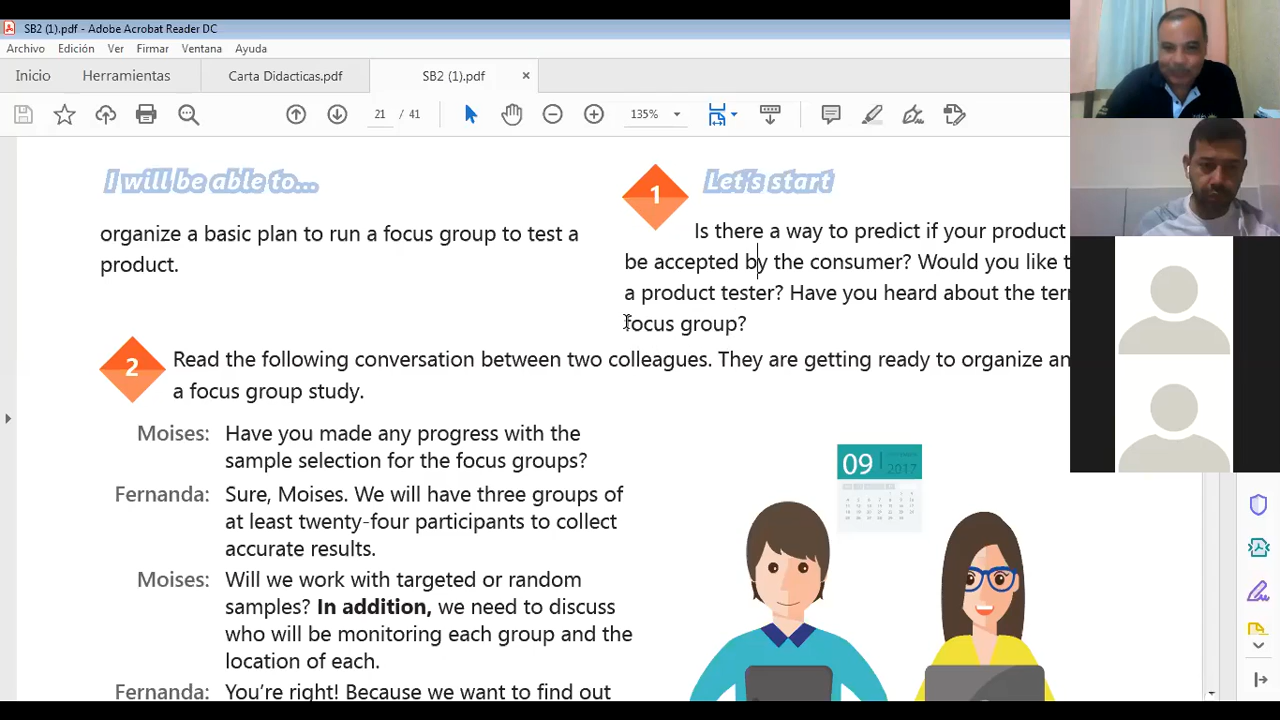 SB2 (1).pdf - Adobe Acrobat Reader DC
Archivo Edición Ver Firmar Ventana Ayuda
Inicio Herramientas Carta Didacticas.pdf SB2 (1).pdf ×
21 / 41 135%
I will be able to...
organize a basic plan to run a focus group to test a
product.
1 Let's start
Is there a way to predict if your product
be accepted by the consumer? Would you like
a product tester? Have you heard about the
focus group?
2 Read the following conversation between two colleagues. They are getting ready to organize
a focus group study.
Moises: Have you made any progress with the
sample selection for the focus groups?
Fernanda: Sure, Moises. We will have three groups of
at least twenty-four participants to collect
accurate results.
Moises: Will we work with targeted or random
samples? In addition, we need to discuss
who will be monitoring each group and the
location of each.
Fernanda: You're right! Because we want to find out
09 2017